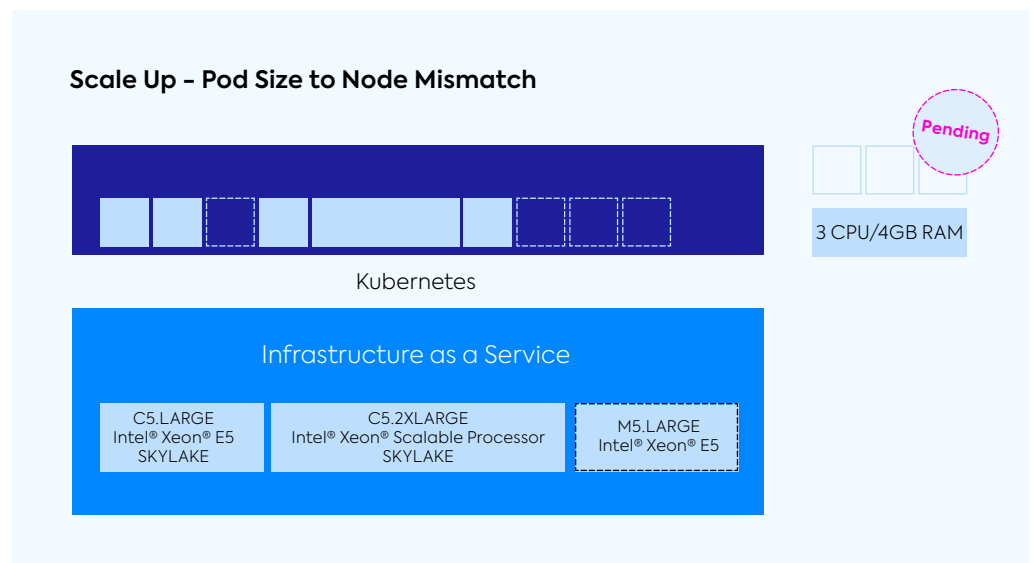 Scale Up - Pod Size to Node Mismatch
Pending
3 CPU/4GB RAM
Kubernetes
Infrastructure as a Service
C5.LARGE
Intel® Xeon® E5
SKYLAKE
C5.2XLARGE
Intel® Xeon® Scalable Processor
SKYLAKE
M5.LARGE
Intel® Xeon® E5